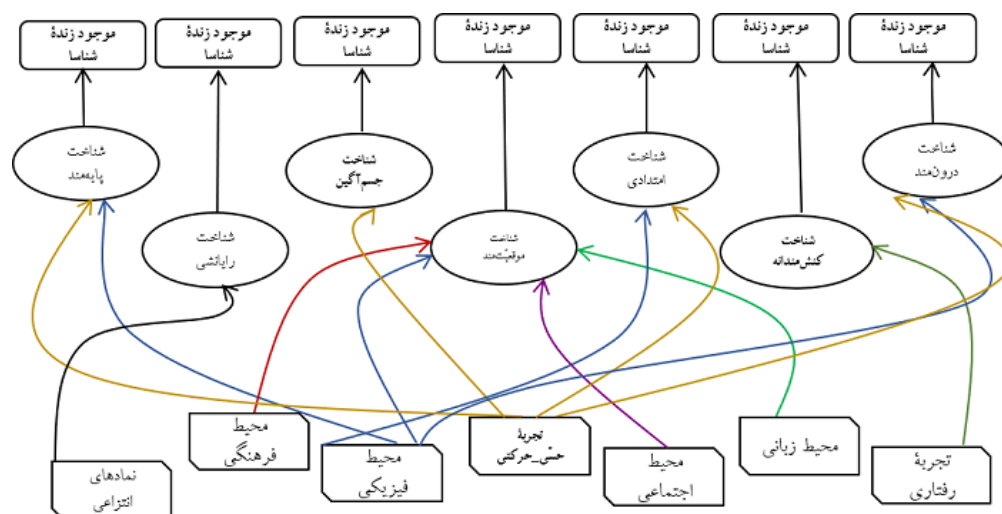 موجود زندهٔ
شناسا
موجود زندهٔ
شناسا
موجود زندهٔ
شناسا
موجود زندهٔ
شناسا
موجود زندهٔ
شناسا
موجود زندهٔ
شناسا
موجود زندهٔ
شناسا
شناخت
درون‌مند
شناخت
امتدادی
شناخت
جسم‌آگین
شناخت
پایه‌مند
شناخت
کنش‌مندانه
شناخت
موقعیّت‌مند
شناخت
رایانشی
تجربهٔ
رفتاری
محیط زبانی
محیط
اجتماعی
تجربهٔ
حسّی_حرکتی
محیط
فیزیکی
محیط
فرهنگی
نمادهای
انتزاعی